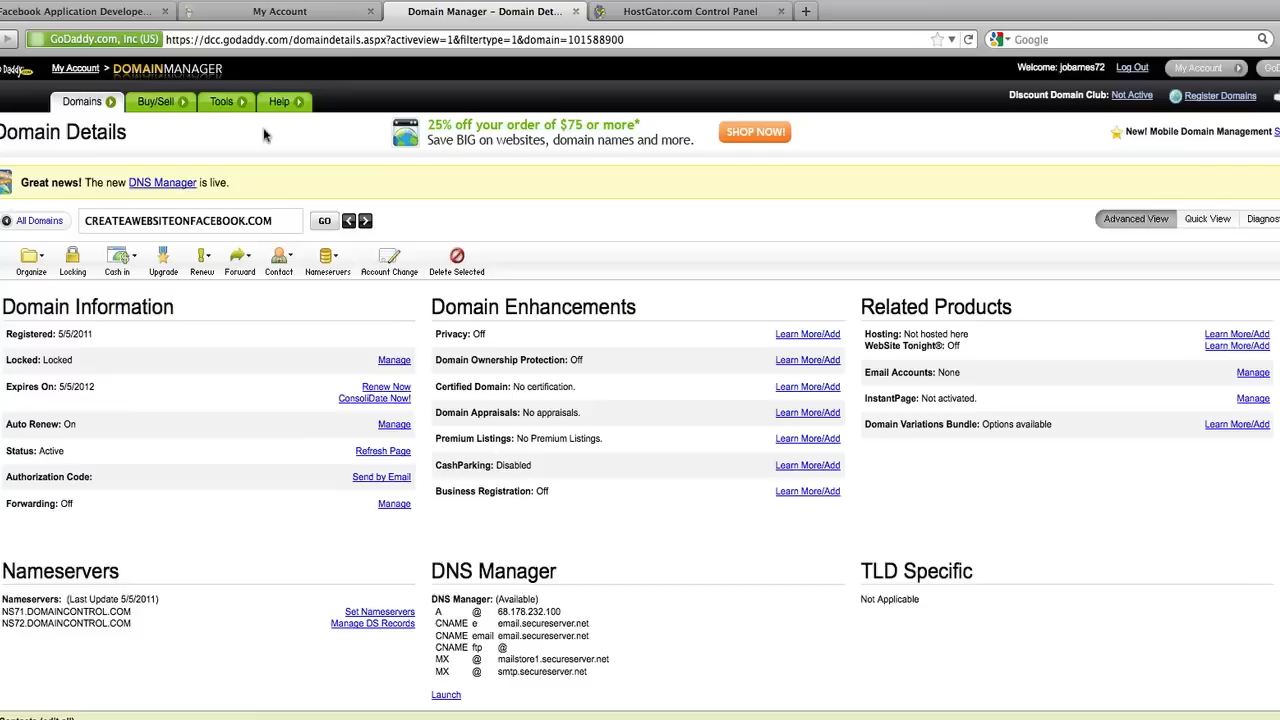 Facebook Application Develope...
My Account
Domain Manager – Domain Det...
HostGator.com Control Panel
GoDaddy.com, Inc (US)
https://dcc.godaddy.com/domaindetails.aspx?activeview=1&filtertype=1&domain=101588900
Google
My Account > DOMAINMANAGER
Welcome: jobarnes72 Log Out
My Account
Discount Domain Club: Not Active Register Domains
Domains Buy/Sell Tools Help
Domain Details
25% off your order of $75 or more*
Save BIG on websites, domain names and more.
SHOP NOW!
New! Mobile Domain Management
Great news! The new DNS Manager is live.
All Domains
CREATEAWEBSITEONFACEBOOK.COM
GO
Advanced View Quick View Diagnos
Organize Locking Cash in Upgrade Renew Forward Contact Nameservers Account Change Delete Selected
Domain Information
Registered: 5/5/2011
Locked: Locked Manage
Expires On: 5/5/2012 Renew Now
ConsoliDate Now!
Auto Renew: On Manage
Status: Active Refresh Page
Authorization Code: Send by Email
Forwarding: Off Manage
Domain Enhancements
Privacy: Off Learn More/Add
Domain Ownership Protection: Off Learn More/Add
Certified Domain: No certification. Learn More/Add
Domain Appraisals: No appraisals. Learn More/Add
Premium Listings: No Premium Listings. Learn More/Add
CashParking: Disabled Learn More/Add
Business Registration: Off Learn More/Add
Related Products
Hosting: Not hosted here Learn More/Add
WebSite Tonight®: Off Learn More/Add
Email Accounts: None Manage
InstantPage: Not activated. Manage
Domain Variations Bundle: Options available Learn More/Add
Nameservers
Nameservers: (Last Update 5/5/2011)
NS71.DOMAINCONTROL.COM Set Nameservers
NS72.DOMAINCONTROL.COM Manage DS Records
DNS Manager
DNS Manager: (Available)
A @ 68.178.232.100
CNAME e email.secureserver.net
CNAME email email.secureserver.net
CNAME ftp @
MX @ mailstore1.secureserver.net
MX @ smtp.secureserver.net
Launch
TLD Specific
Not Applicable